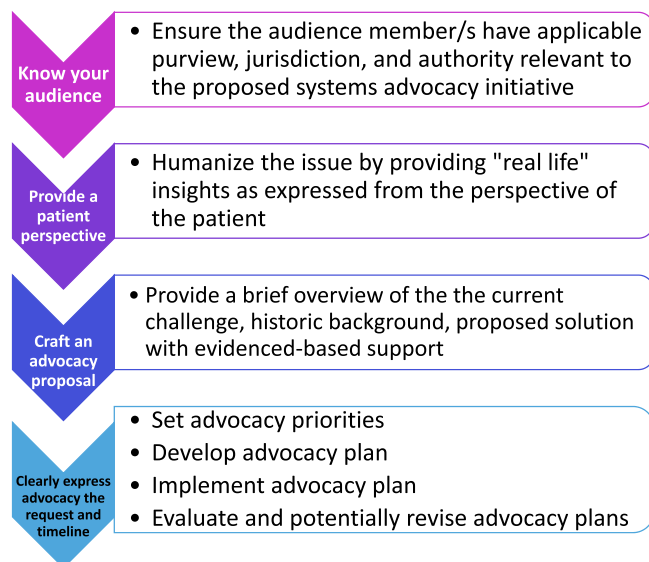 Know your
audience
• Ensure the audience member/s have applicable
purview, jurisdiction, and authority relevant to
the proposed systems advocacy initiative
Provide a
patient
perspective
• Humanize the issue by providing "real life"
insights as expressed from the perspective of
the patient
Craft an
advocacy
proposal
• Provide a brief overview of the the current
challenge, historic background, proposed solution
with evidenced-based support
Clearly express
advocacy the
request and
timeline
• Set advocacy priorities
• Develop advocacy plan
• Implement advocacy plan
• Evaluate and potentially revise advocacy plans